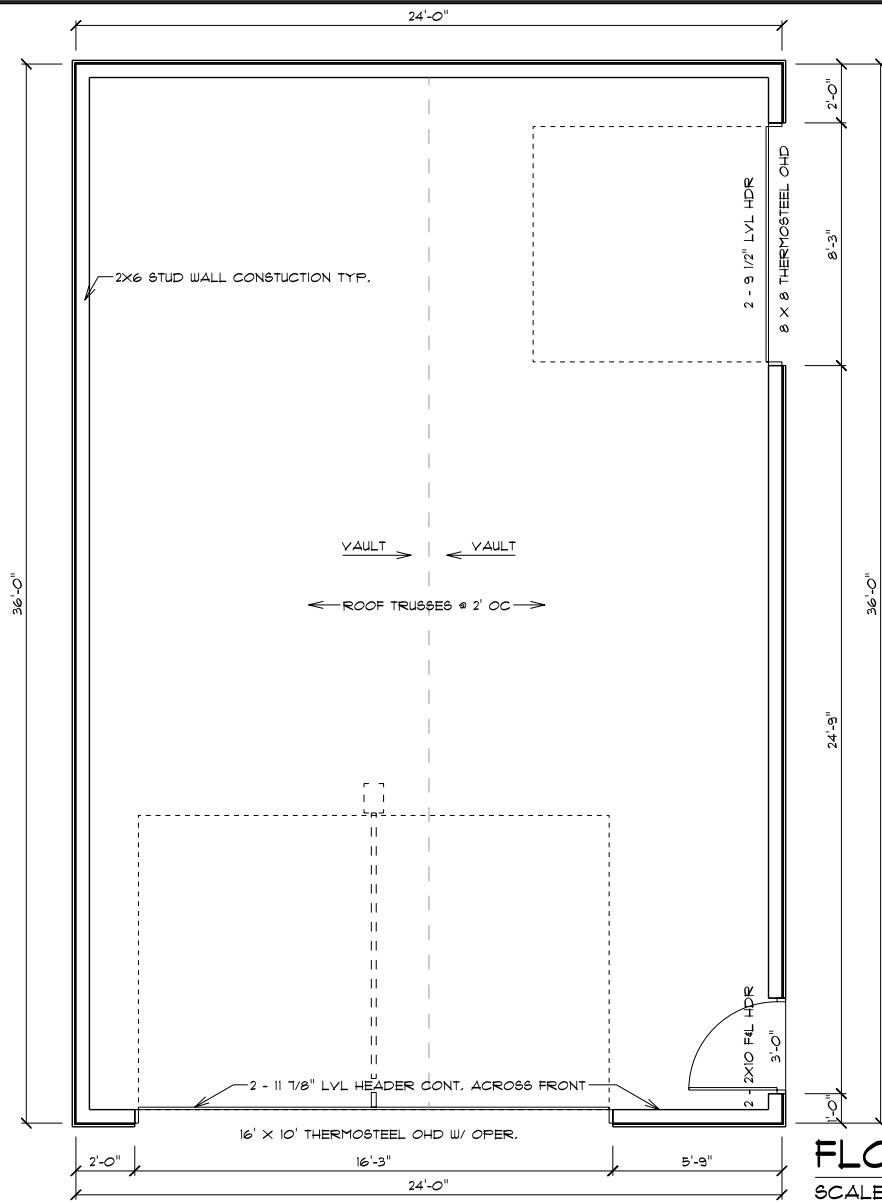 24'-0"
2'-0"
8 X 8 THERMOSTEEL OHD
2 - 9 1/2" LVL HDR
8'-3"
2X6 STUD WALL CONSTUCTION TYP.
VAULT
VAULT
36'-0"
36'-0"
ROOF TRUSSES @ 2' OC
24'-9"
2 - 2X10 F&L HDR
3'-0"
2 - 11 7/8" LVL HEADER CONT. ACROSS FRONT
1'-0"
16' X 10' THERMOSTEEL OHD W/ OPER.
2'-0"
16'-3"
5'-9"
24'-0"
FLO
SCALE